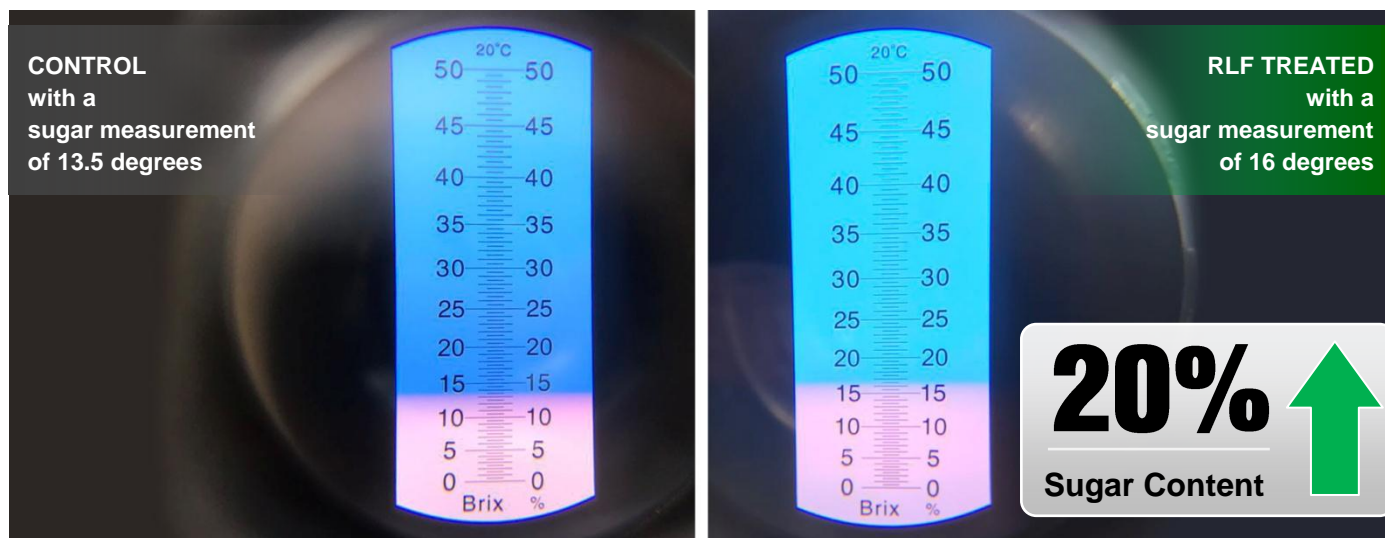 CONTROL
with a
sugar measurement
of 13.5 degrees
20°C
50 50
45 45
40 40
35 35
30 30
25 25
20 20
15 15
10 10
5 5
0 0
Brix %
20°C
50 50
45 45
40 40
35 35
30 30
25 25
20 20
15 15
10 10
5 5
0 0
Brix %
RLF TREATED
with a
sugar measurement
of 16 degrees
20%
Sugar Content